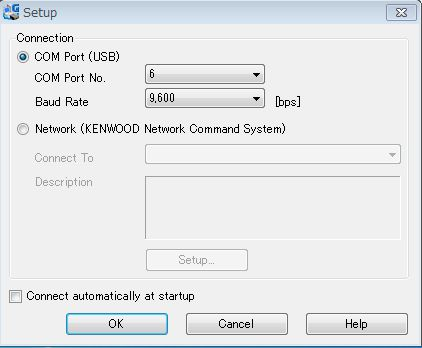 Setup
Connection
COM Port (USB)
COM Port No. 6
Baud Rate 9,600 [bps]
Network (KENWOOD Network Command System)
Connect To
Description
Setup...
Connect automatically at startup
OK Cancel Help